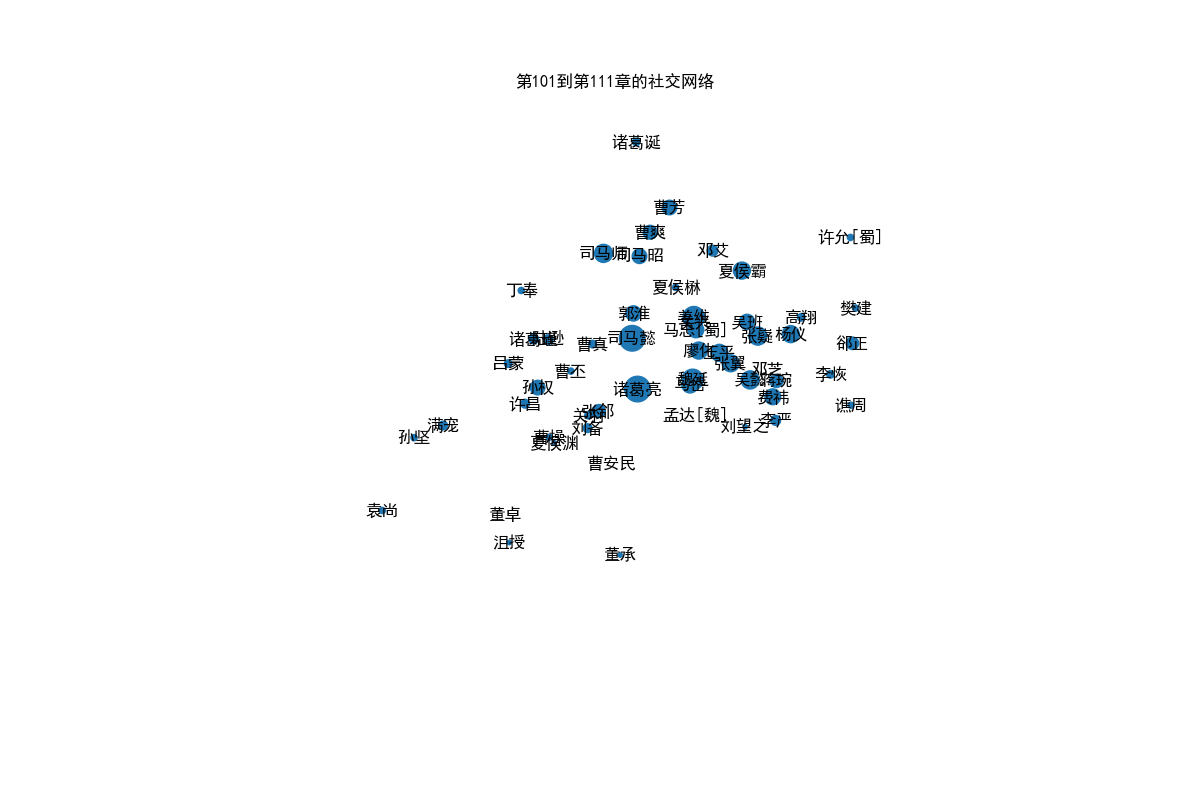 第101到第111章的社交网络
诸葛诞
曹芳
曹爽
许允[蜀]
司马师
司马昭
邓艾
夏侯霸
夏侯楙
丁奉
樊建
郭淮
姜维
高翔
吴班
马忠[蜀]
杨仪
张嶷
司马懿
诸葛瑾
陆逊
曹真
郤正
廖化
王平
张翼
吕蒙
曹丕
邓芝
李恢
吴懿
蒋琬
魏延
孙权
诸葛亮
费祎
许昌
谯周
张郃
关羽
孟达[魏]
李严
刘望之
满宠
刘备
孙坚
曹操
夏侯渊
曹安民
袁尚
董卓
沮授
董承